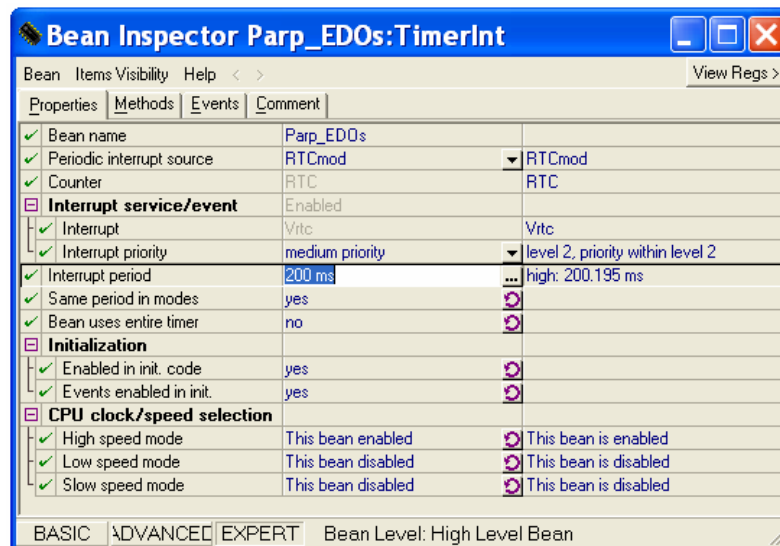 Bean Inspector Parp_EDOs:TimerInt
Bean Items Visibility Help < > View Regs >
Properties Methods Events Comment
Bean name Parp_EDOs
Periodic interrupt source RTCmod RTCmod
Counter RTC RTC
Interrupt service/event Enabled
Interrupt Vrtc Vrtc
Interrupt priority medium priority level 2, priority within level 2
Interrupt period 200 ms ... high: 200.195 ms
Same period in modes yes
Bean uses entire timer no
Initialization
Enabled in init. code yes
Events enabled in init. yes
CPU clock/speed selection
High speed mode This bean enabled This bean is enabled
Low speed mode This bean disabled This bean is disabled
Slow speed mode This bean disabled This bean is disabled
BASIC ADVANCED EXPERT Bean Level: High Level Bean